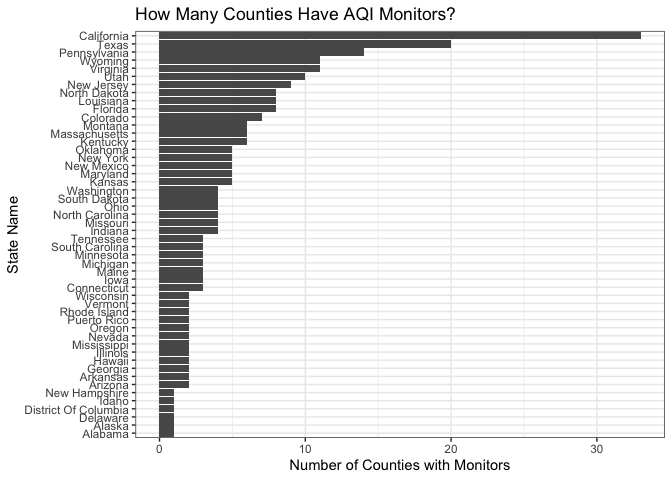 How Many Counties Have AQI Monitors?
California
Texas
Pennsylvania
Wyoming
Virginia
Utah
New Jersey
North Dakota
Louisiana
Florida
Colorado
Montana
Massachusetts
Kentucky
Oklahoma
New York
New Mexico
Maryland
Kansas
Washington
South Dakota
Ohio
North Carolina
Missouri
Indiana
Tennessee
South Carolina
Minnesota
Michigan
Maine
Iowa
Connecticut
Wisconsin
Vermont
Rhode Island
Puerto Rico
Oregon
Nevada
Mississippi
Illinois
Hawaii
Georgia
Arkansas
Arizona
New Hampshire
Idaho
District Of Columbia
Delaware
Alaska
Alabama
State Name
0 10 20 30
Number of Counties with Monitors